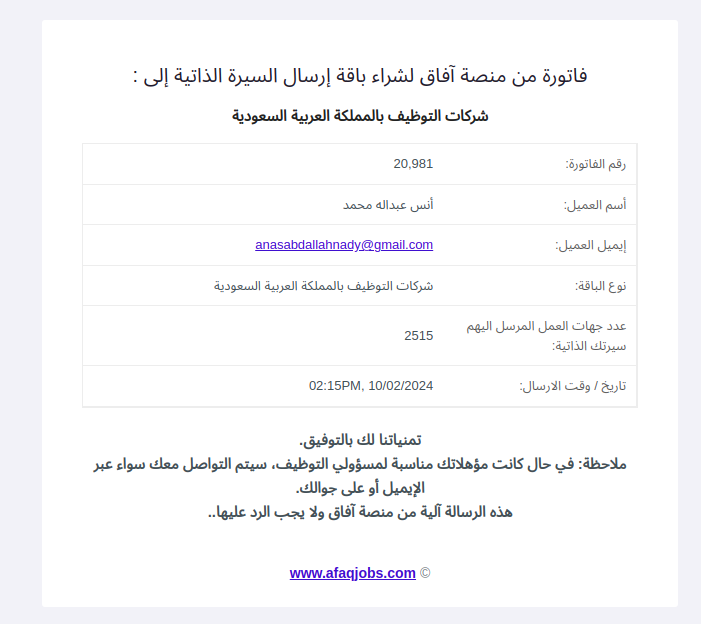 فاتورة من منصة آفاق لشراء باقة إرسال السيرة الذاتية إلى :
شركات التوظيف بالمملكة العربية السعودية
رقم الفاتورة: 20,981
أسم العميل: أنس عبداله محمد
إيميل العميل: anasabdallahnady@gmail.com
نوع الباقة: شركات التوظيف بالمملكة العربية السعودية
عدد جهات العمل المرسل اليهم
سيرتك الذاتية: 2515
تاريخ / وقت الارسال: 02:15PM, 10/02/2024
تمنياتنا لك بالتوفيق.
ملاحظة: في حال كانت مؤهلاتك مناسبة لمسؤولي التوظيف، سيتم التواصل معك سواء عبر
الإيميل أو على جوالك.
هذه الرسالة آلية من منصة آفاق ولا يجب الرد عليها..
© www.afaqjobs.com